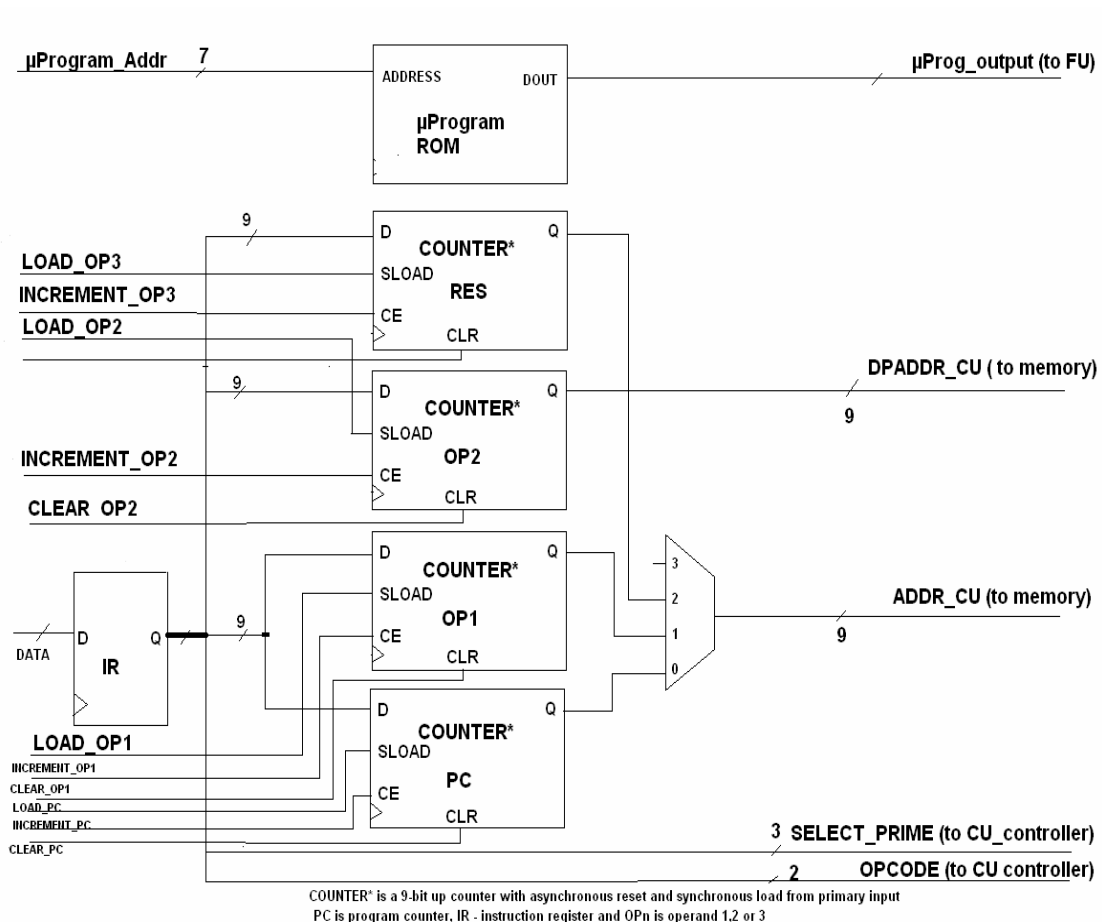 µProgram_Addr 7 µProg_output (to FU)
ADDRESS DOUT
µProgram
ROM
9
D Q
COUNTER*
LOAD_OP3
SLOAD
RES
INCREMENT_OP3
CE
LOAD_OP2
CLR
DPADDR_CU ( to memory)
9
D Q
COUNTER*
9
SLOAD
INCREMENT_OP2
OP2
CE
CLEAR OP2
CLR
D Q
COUNTER*
3
SLOAD
ADDR_CU (to memory)
2
OP1
9
D Q
9
CE
1
DATA
IR
CLR
0
D Q
COUNTER*
LOAD_OP1
SLOAD
INCREMENT_OP1
PC
CLEAR_OP1
CE
LOAD_PC
CLR
INCREMENT_PC
3 SELECT_PRIME (to CU_controller)
CLEAR_PC
2 OPCODE (to CU controller)
COUNTER* is a 9-bit up counter with asynchronous reset and synchronous load from primary input
PC is program counter, IR - instruction register and OPn is operand 1,2 or 3